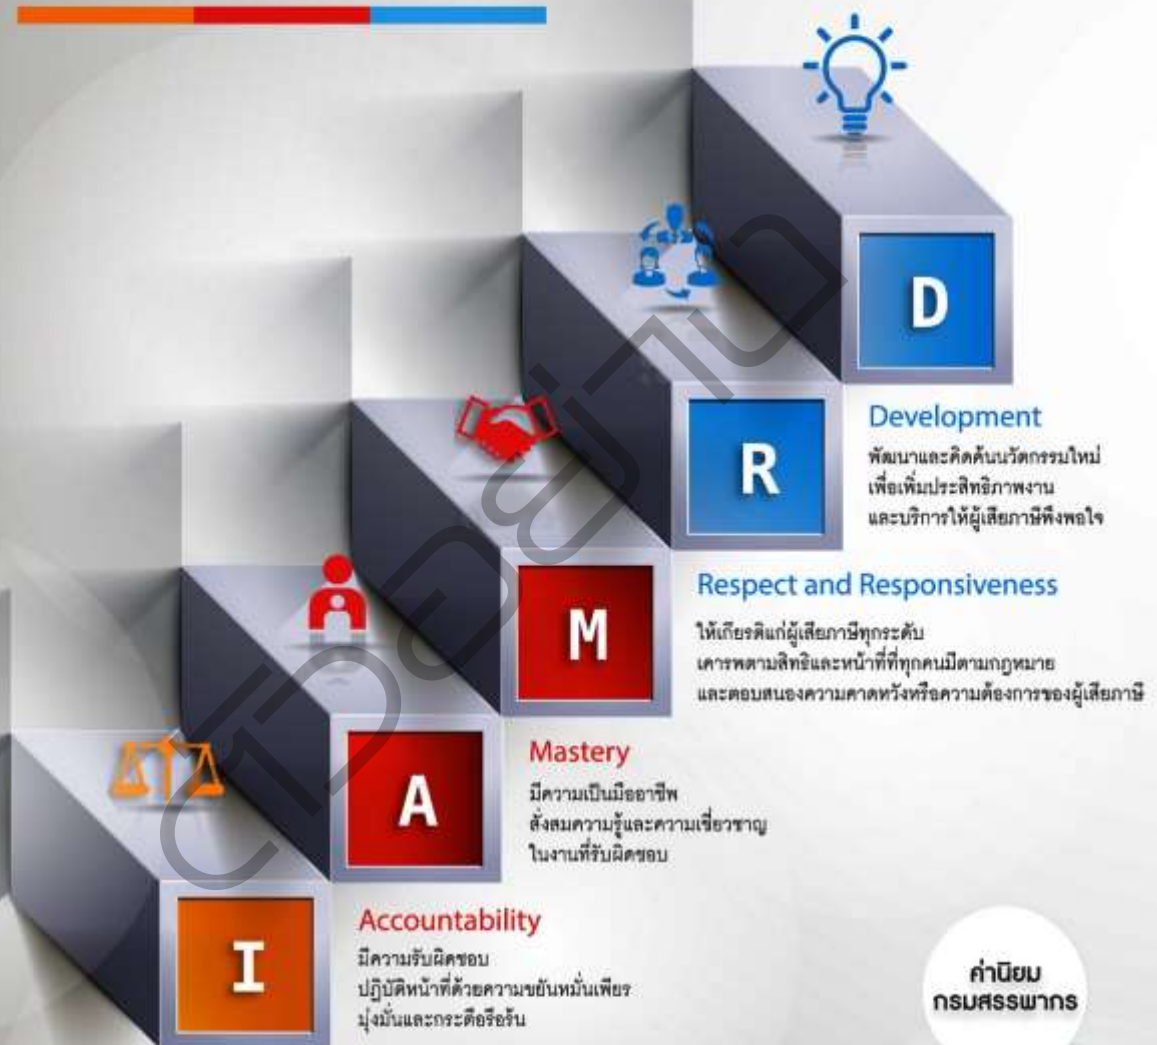 D
Development
พัฒนาและคิดค้นนวัตกรรมใหม่
เพื่อเพิ่มประสิทธิภาพงาน
และบริการให้ผู้เสียภาษีพึงพอใจ
R
Respect and Responsiveness
ให้เกียรติแก่ผู้เสียภาษีทุกระดับ
เคารพตามสิทธิและหน้าที่ที่ทุกคนมีตามกฎหมาย
และตอบสนองความคาดหวังหรือความต้องการของผู้เสียภาษี
M
Mastery
มีความเป็นมืออาชีพ
สั่งสมความรู้และความเชี่ยวชาญ
ในงานที่รับผิดชอบ
A
Accountability
มีความรับผิดชอบ
ปฏิบัติหน้าที่ด้วยความขยันหมั่นเพียร
มุ่งมั่นและกระตือรือร้น
I
ค่านิยม
กรมสรรพากร
ตัวอย่าง